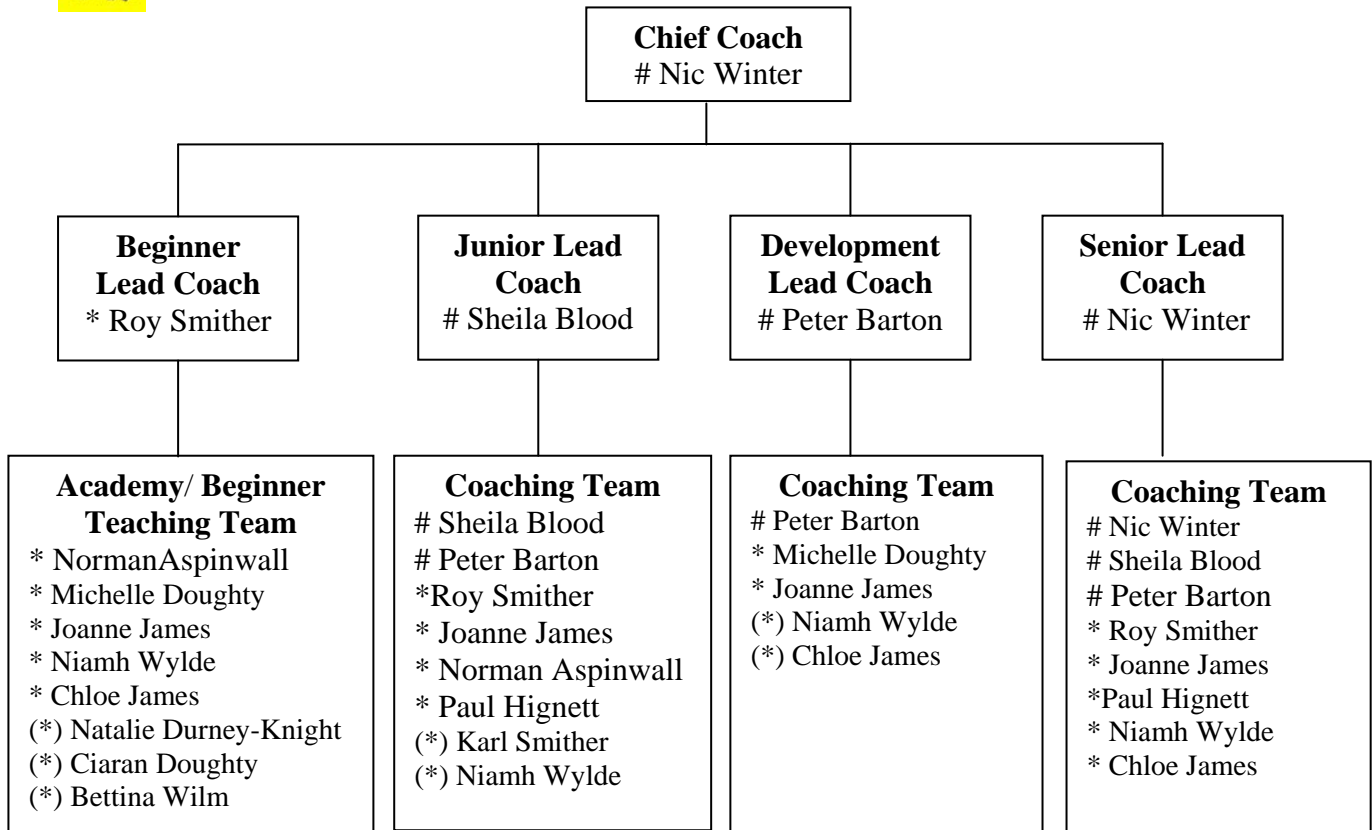 Chief Coach
# Nic Winter
Beginner
Lead Coach
* Roy Smither
Junior Lead
Coach
# Sheila Blood
Development
Lead Coach
# Peter Barton
Senior Lead
Coach
# Nic Winter
Academy/ Beginner
Teaching Team
* NormanAspinwall
* Michelle Doughty
* Joanne James
* Niamh Wylde
* Chloe James
(*) Natalie Durney-Knight
(*) Ciaran Doughty
(*) Bettina Wilm
Coaching Team
# Sheila Blood
# Peter Barton
*Roy Smither
* Joanne James
* Norman Aspinwall
* Paul Hignett
(*) Karl Smither
(*) Niamh Wylde
Coaching Team
# Peter Barton
* Michelle Doughty
* Joanne James
(*) Niamh Wylde
(*) Chloe James
Coaching Team
# Nic Winter
# Sheila Blood
# Peter Barton
* Roy Smither
* Joanne James
*Paul Hignett
* Niamh Wylde
* Chloe James